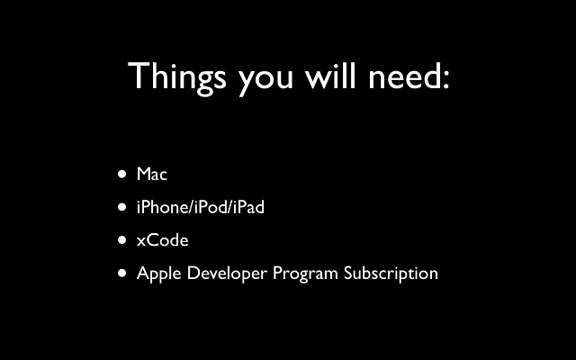 Things you will need:
• Mac
• iPhone/iPod/iPad
• xCode
• Apple Developer Program Subscription